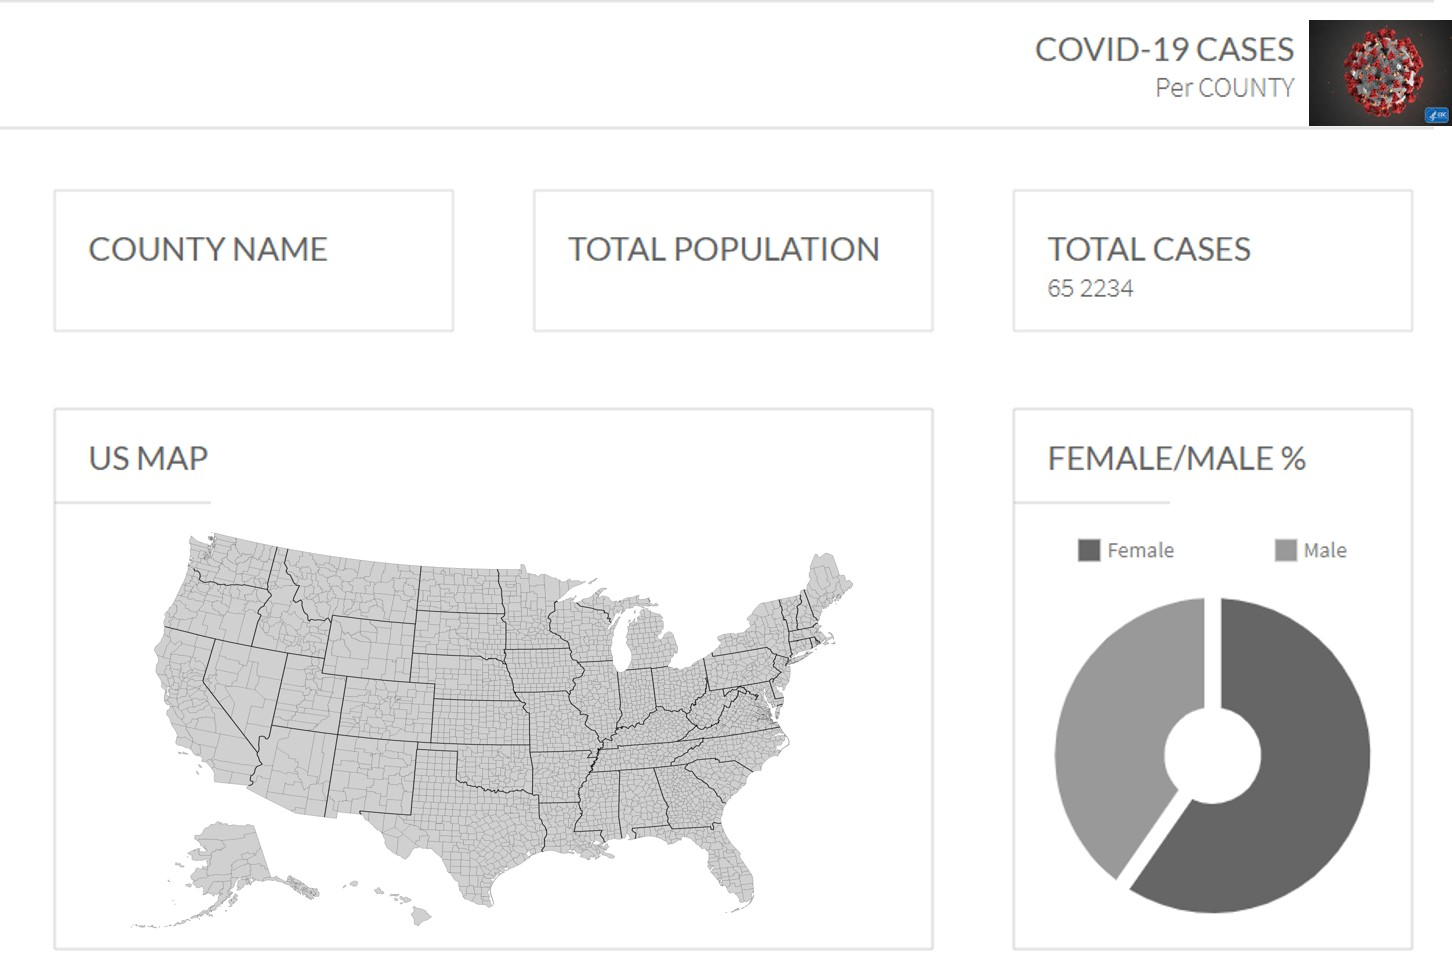 COVID-19 CASES
Per COUNTY
COUNTY NAME
TOTAL POPULATION
TOTAL CASES
65 2234
US MAP
FEMALE/MALE %
Female
Male